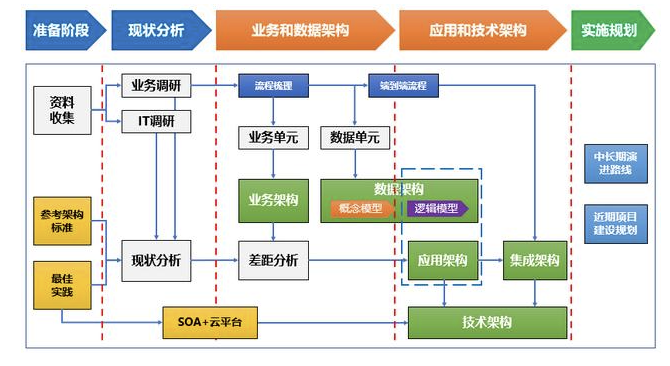 准备阶段
现状分析
业务和数据架构
应用和技术架构
实施规划
资料
收集
业务调研
IT调研
流程梳理
端到端流程
业务单元
数据单元
中长期演
进路线
参考架构
标准
业务架构
数据架构
概念模型
逻辑模型
近期项目
建设规划
最佳
实践
现状分析
差距分析
应用架构
集成架构
SOA+云平台
技术架构